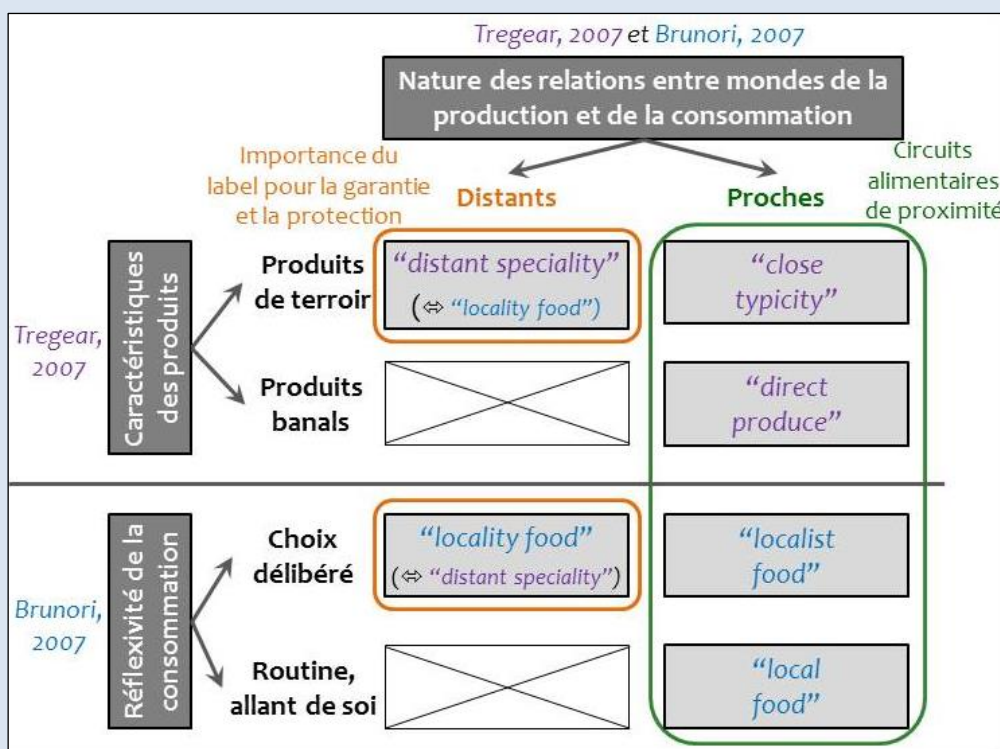 Tregear, 2007 et Brunori, 2007
Nature des relations entre mondes de la
production et de la consommation
Importance du
label pour la garantie
et la protection
Distants
Proches
Circuits
alimentaires
de proximité
Tregear,
2007
Caractéristiques
des produits
Produits
de terroir
“distant speciality”
(⇔ “locality food”)
“close
typicity”
Produits
banals
“direct
produce”
Brunori,
2007
Réflexivité de la
consommation
Choix
délibéré
“locality food”
(⇔ “distant speciality”)
“localist
food”
Routine,
allant de soi
“local
food”